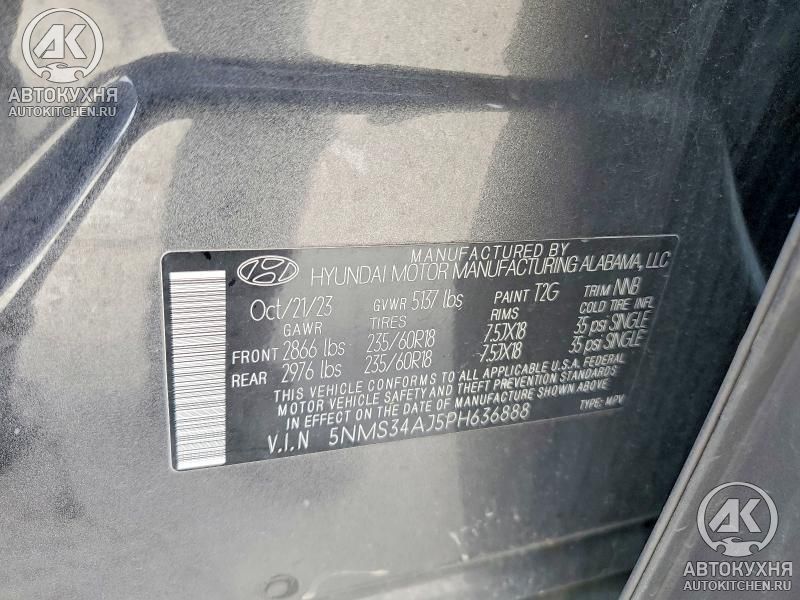 AK
АВТОКУХНЯ
AUTOKITCHEN.RU
MANUFACTURED BY
HYUNDAI MOTOR MANUFACTURING ALABAMA, LLC
Oct/21/23 GVWR 5137 lbs PAINT T2G TRIM NNB
GAWR TIRES RIMS COLD TIRE INFL
FRONT 2866 lbs 235/60R18 7.5JX18 35 psi SINGLE
REAR 2976 lbs 235/60R18 7.5JX18 35 psi SINGLE
THIS VEHICLE CONFORMS TO ALL APPLICABLE U.S.A. FEDERAL
MOTOR VEHICLE SAFETY AND THEFT PREVENTION STANDARDS
IN EFFECT ON THE DATE OF MANUFACTURE SHOWN ABOVE
V.I.N 5NMS34AJ5PH636888 TYPE: MPV
AK
АВТОКУХНЯ
AUTOKITCHEN.RU